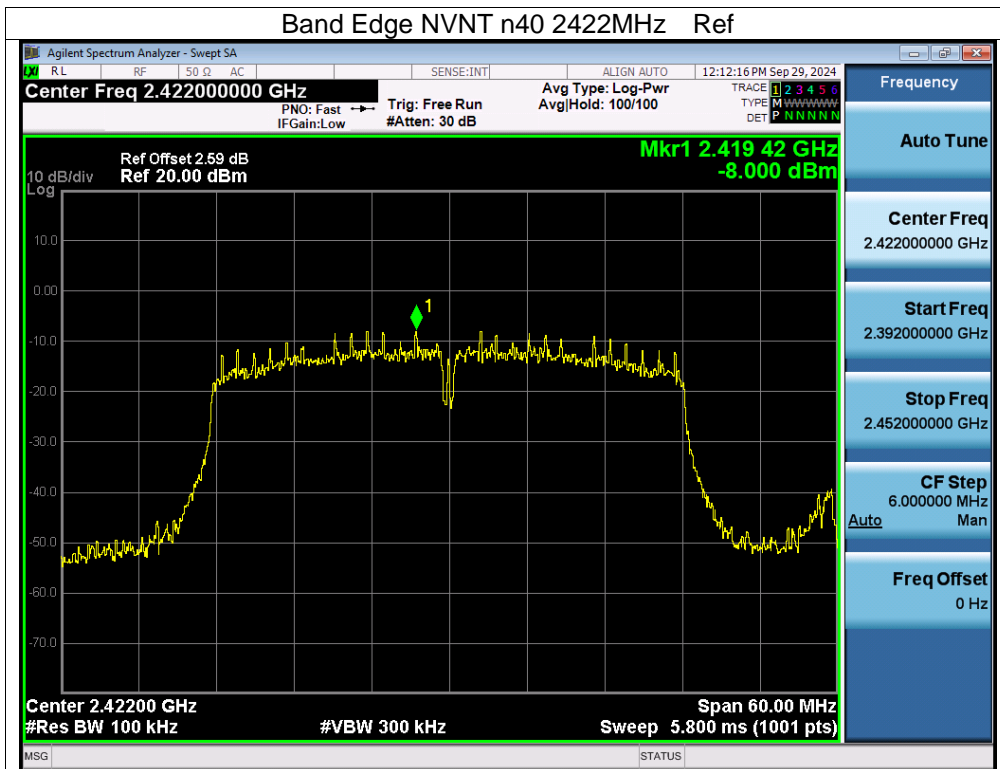 Band Edge NVNT n40 2422MHz Ref
Agilent Spectrum Analyzer - Swept SA
LXI RL RF 50 Ω AC SENSE:INT ALIGN AUTO 12:12:16 PM Sep 29, 2024
Center Freq 2.422000000 GHz
PNO: Fast
IFGain:Low
Trig: Free Run
#Atten: 30 dB
Avg Type: Log-Pwr
Avg|Hold: 100/100
TRACE 1 2 3 4 5 6
TYPE M WWWWW
DET P N N N N N
Mkr1 2.419 42 GHz
-8.000 dBm
Ref Offset 2.59 dB
10 dB/div Ref 20.00 dBm
Log
10.0
0.00
-10.0
-20.0
-30.0
-40.0
-50.0
-60.0
-70.0
1
Center 2.42200 GHz Span 60.00 MHz
#Res BW 100 kHz #VBW 300 kHz Sweep 5.800 ms (1001 pts)
MSG STATUS
Frequency
Auto Tune
Center Freq
2.422000000 GHz
Start Freq
2.392000000 GHz
Stop Freq
2.452000000 GHz
CF Step
6.000000 MHz
Auto Man
Freq Offset
0 Hz